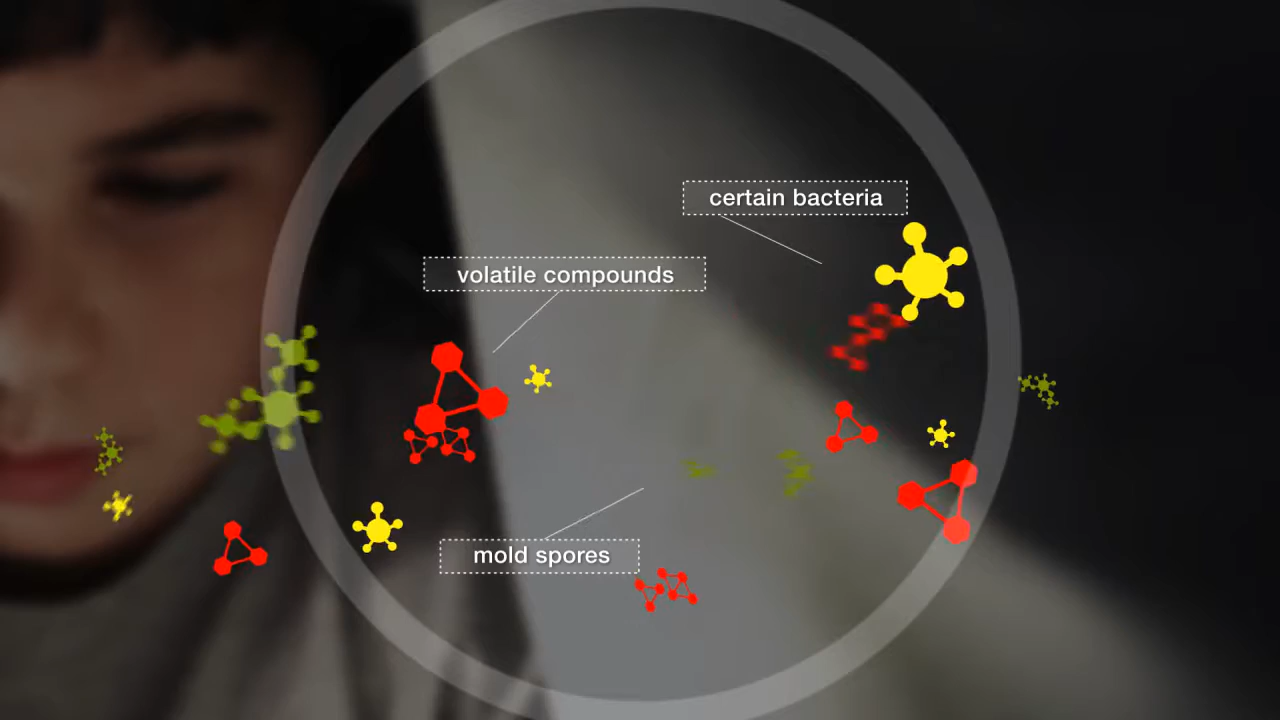 certain bacteria
volatile compounds
mold spores